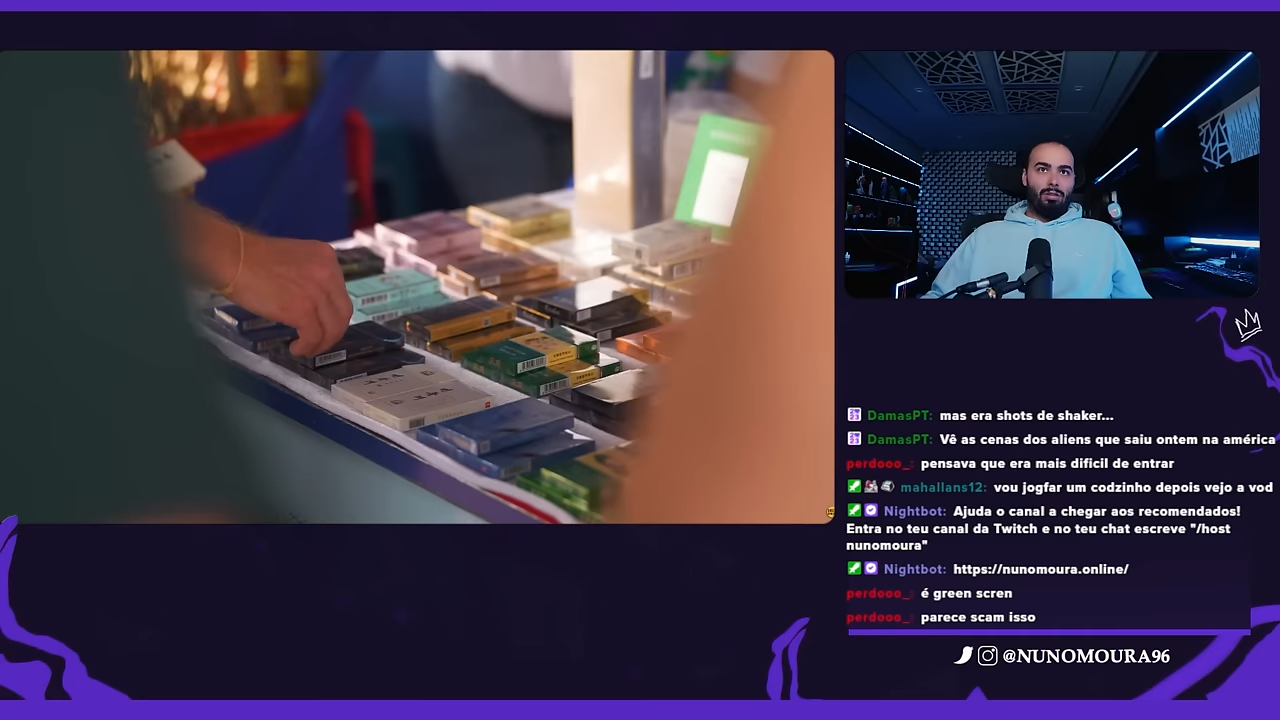 DamasPT: mas era shots de shaker...
DamasPT: Vê as cenas dos aliens que saiu ontem na américa
perdooo_: pensava que era mais dificil de entrar
mahallans12: vou jogfar um codzinho depois vejo a vod
Nightbot: Ajuda o canal a chegar aos recomendados!
Entra no teu canal da Twitch e no teu chat escreve "/host
nunomoura"
Nightbot: https://nunomoura.online/
perdooo_: é green scren
perdooo_: parece scam isso
@NUNOMOURA96